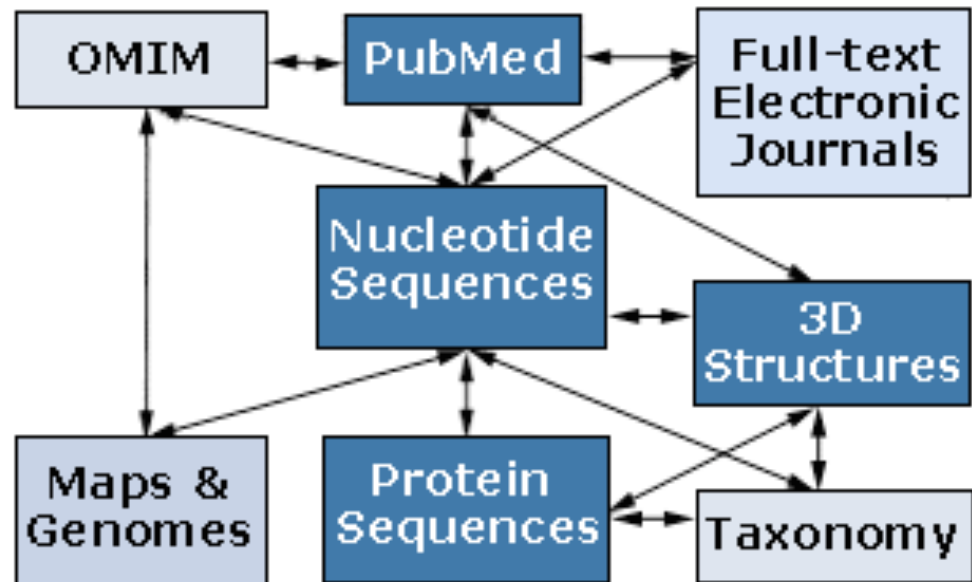 OMIM
PubMed
Full-text
Electronic
Journals
Nucleotide
Sequences
3D
Structures
Maps &
Genomes
Protein
Sequences
Taxonomy